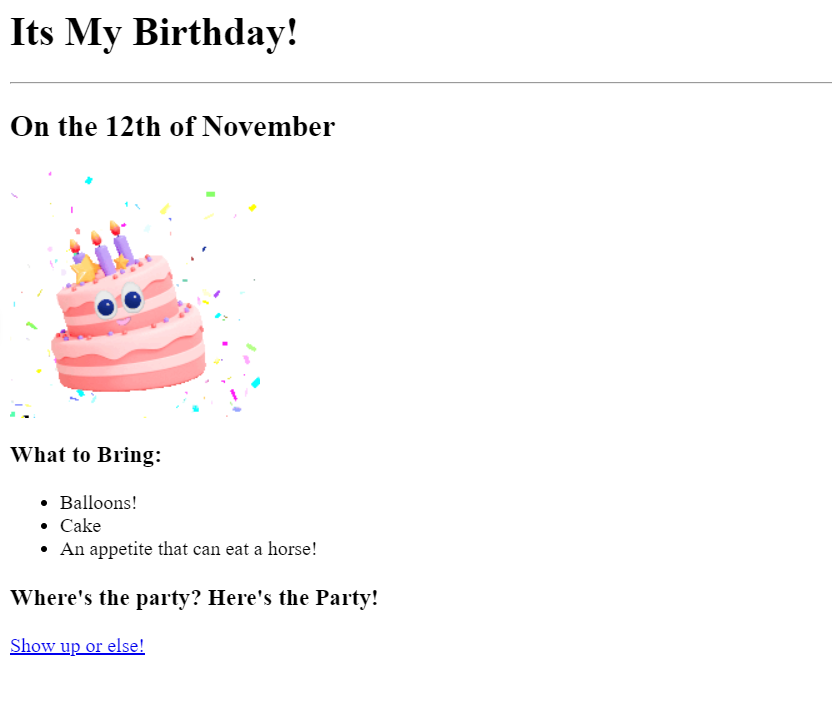 Its My Birthday!
On the 12th of November
What to Bring:
Balloons!
Cake
An appetite that can eat a horse!
Where's the party? Here's the Party!
Show up or else!